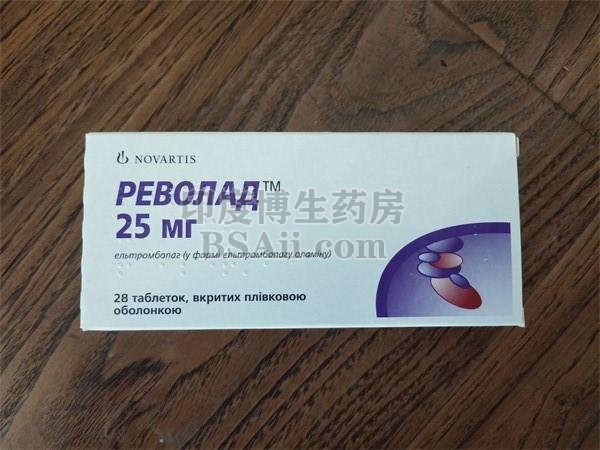 NOVARTIS
РЕВОЛАД™
25 мг
ельтромбопаг (у формі ельтромбопагу оламіну)
28 таблеток, вкритих плівковою
оболонкою
印度博生药房
BSAii.com